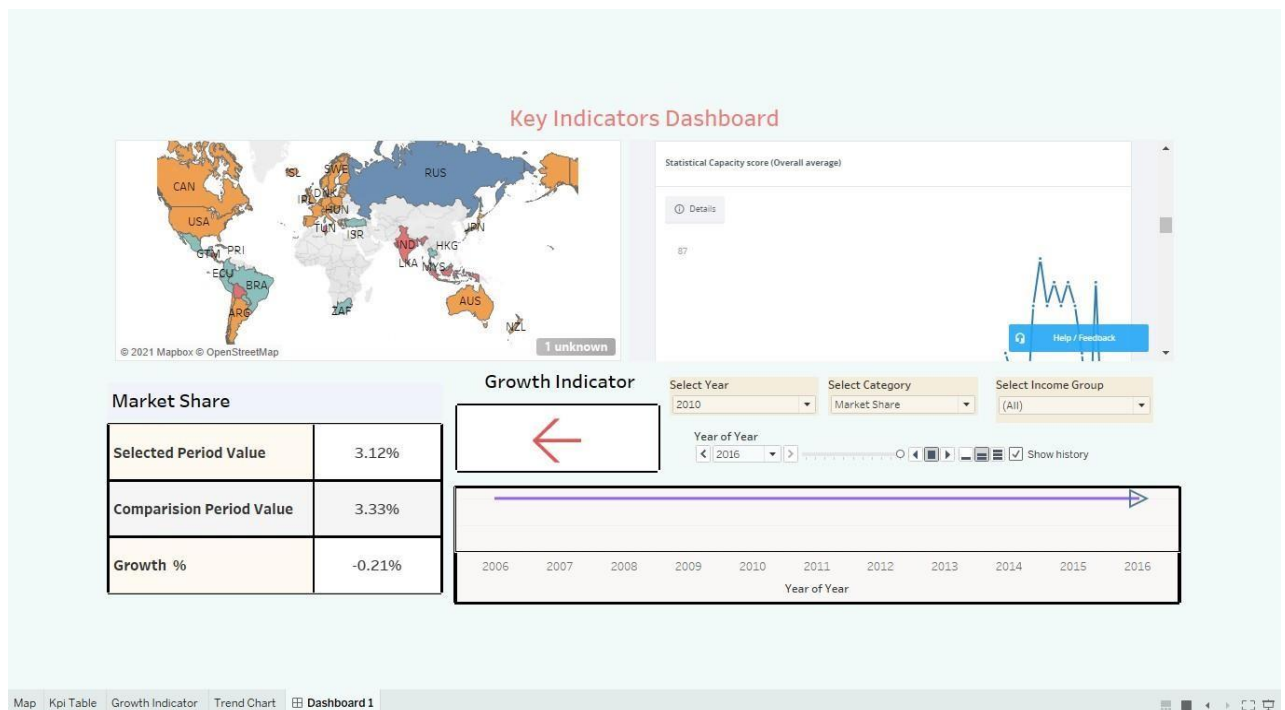 Key Indicators Dashboard
CAN
USA
GTM
PRI
ECU
BRA
ARG
ISL
SWE
IRL
DNK
HUN
TUN
ISR
RUS
IND
LKA
HKG
MYS
JPN
ZAF
AUS
NZL
© 2021 Mapbox © OpenStreetMap
1 unknown
Statistical Capacity score (Overall average)
Details
87
Help / Feedback
Market Share
Selected Period Value 3.12%
Comparision Period Value 3.33%
Growth % -0.21%
Growth Indicator
Select Year
2010
Select Category
Market Share
Select Income Group
(All)
Year of Year
2016
Show history
2006 2007 2008 2009 2010 2011 2012 2013 2014 2015 2016
Year of Year
Map Kpi Table Growth Indicator Trend Chart Dashboard 1